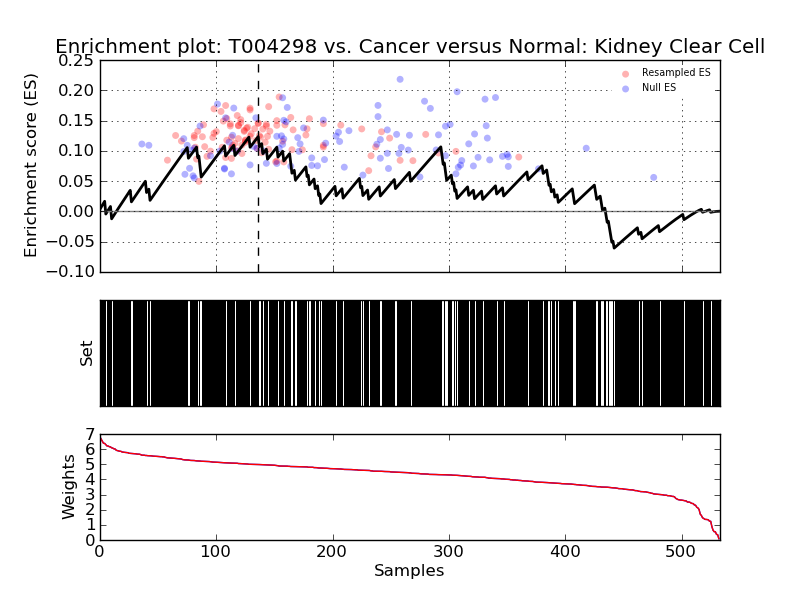 Enrichment plot: T004298 vs. Cancer versus Normal: Kidney Clear Cell
Enrichment score (ES)
0.25
0.20
0.15
0.10
0.05
0.00
−0.05
−0.10
Resampled ES
Null ES
Set
Weights
7
6
5
4
3
2
1
0
0 100 200 300 400 500
Samples